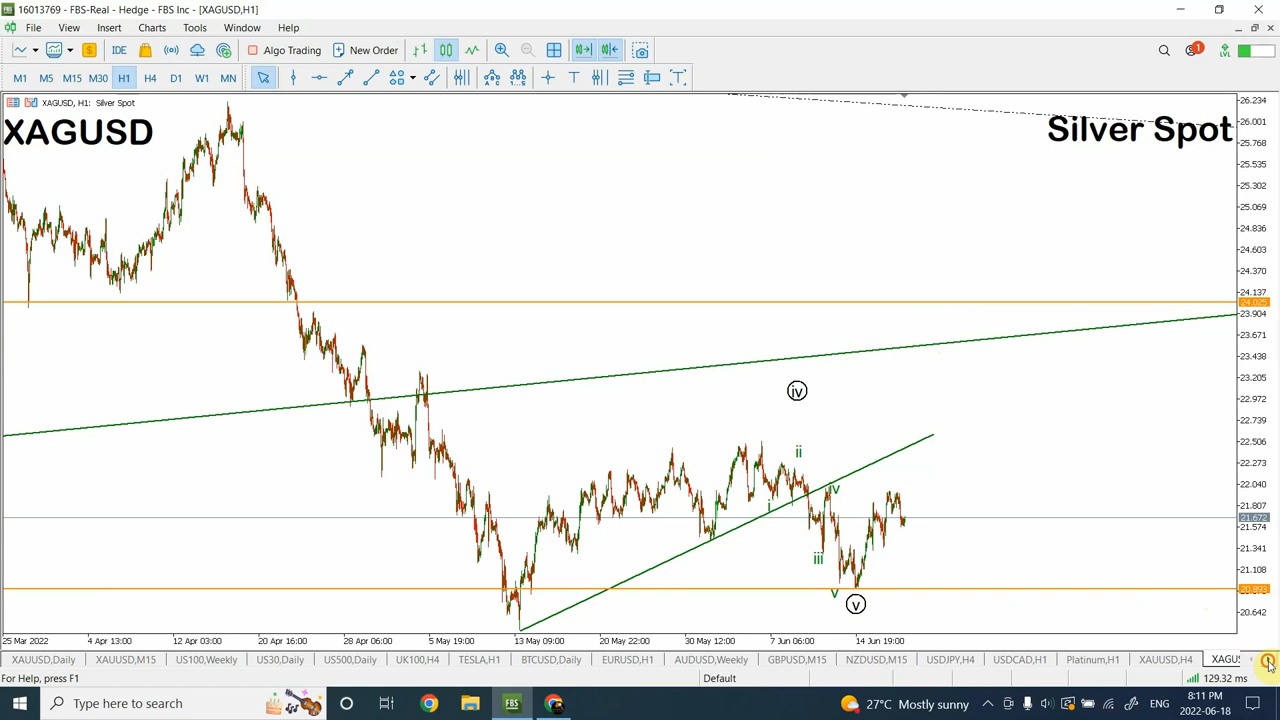 16013769 - FBS-Real - Hedge - FBS Inc - [XAGUSD,H1]
File View Insert Charts Tools Window Help
IDE Algo Trading New Order 1 LVL
M1 M5 M15 M30 H1 H4 D1 W1 MN
XAGUSD, H1: Silver Spot
XAGUSD
Silver Spot
26.234
26.001
25.768
25.535
25.302
25.069
24.836
24.603
24.370
24.137
24.025
23.904
23.671
23.438
23.205
22.972
22.739
22.506
22.273
22.040
21.807
21.672
21.574
21.341
21.108
20.642
iv
ii
iv
i
iii
v
v
25 Mar 2022 4 Apr 13:00 12 Apr 03:00 20 Apr 16:00 28 Apr 06:00 5 May 19:00 13 May 09:00 20 May 22:00 30 May 12:00 7 Jun 06:00 14 Jun 19:00
XAUUSD,Daily XAUUSD,M15 US100,Weekly US30,Daily US500,Daily UK100,H4 TESLA,H1 BTCUSD,Daily EURUSD,H1 AUDUSD,Weekly GBPUSD,M15 NZDUSD,M15 USDJPY,H4 USDCAD,H1 Platinum,H1 XAUUSD,H4 XAGUS
For Help, press F1 Default 129.32 ms
Type here to search FBS 27°C Mostly sunny ENG 8:11 PM
2022-06-18